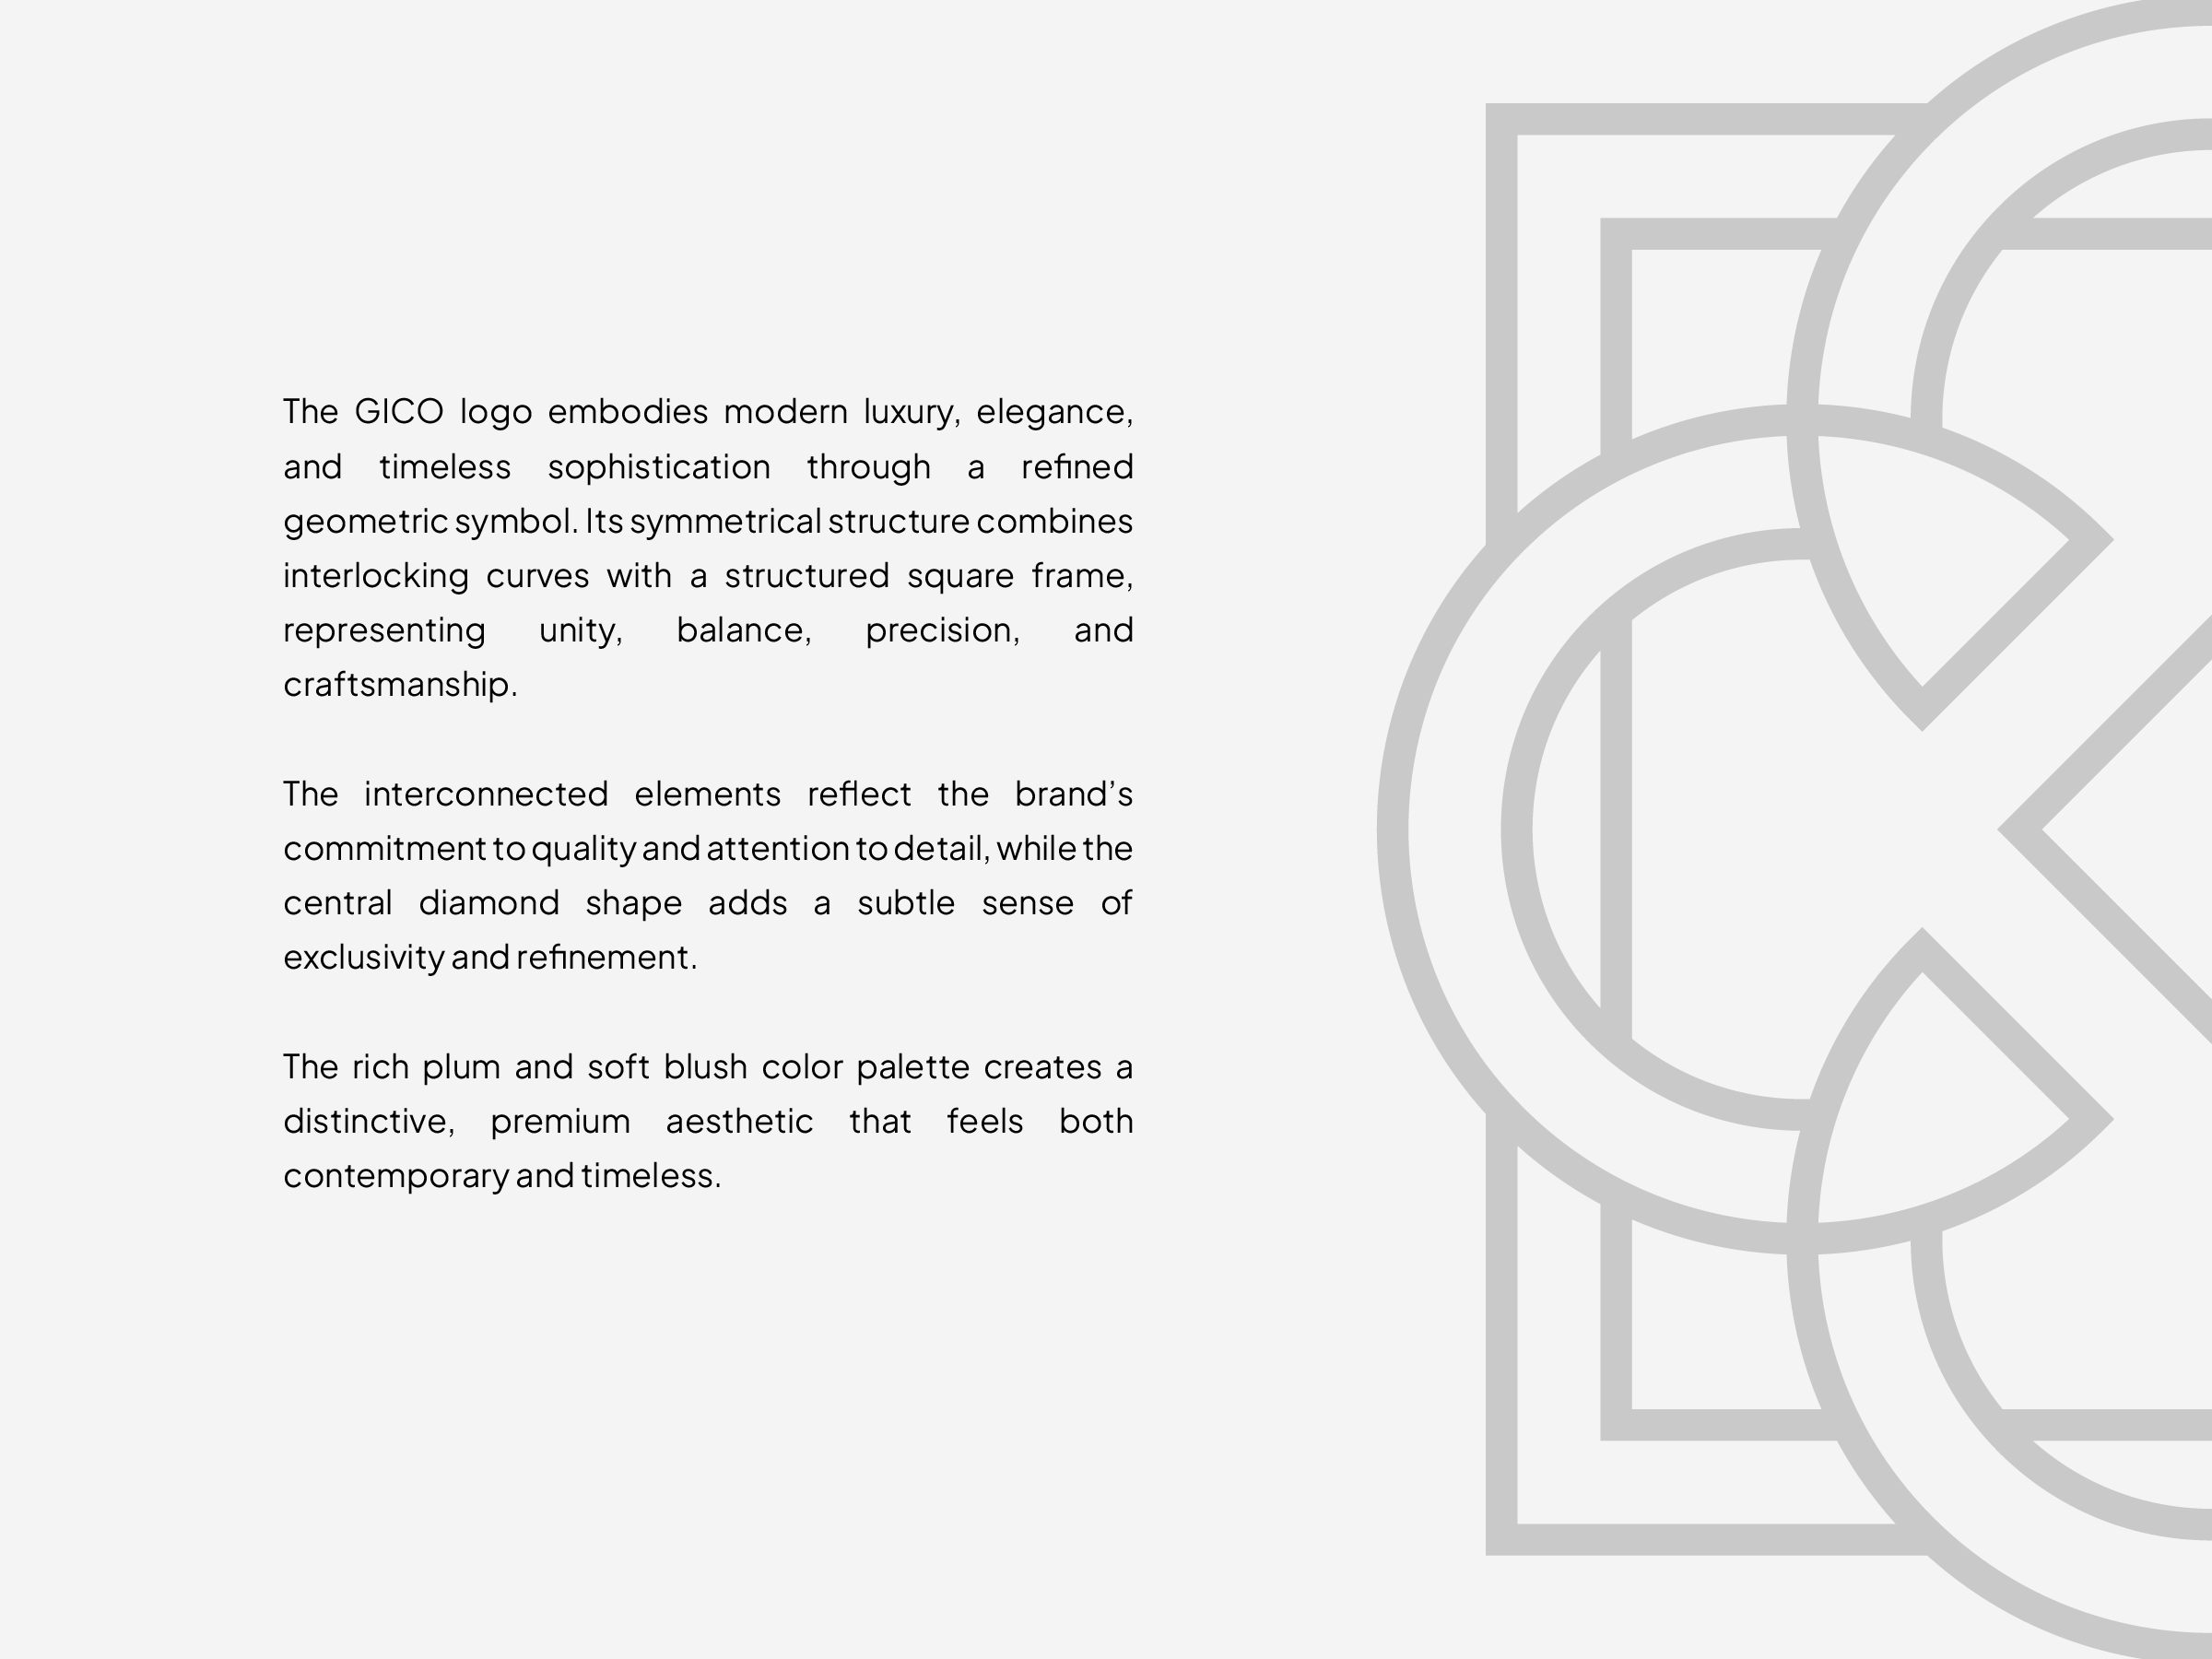 The GICO logo embodies modern luxury, elegance,
and timeless sophistication through a refined
geometric symbol. Its symmetrical structure combines
interlocking curves with a structured square frame,
representing unity, balance, precision, and
craftsmanship.
The interconnected elements reflect the brand’s
commitment to quality and attention to detail, while the
central diamond shape adds a subtle sense of
exclusivity and refinement.
The rich plum and soft blush color palette creates a
distinctive, premium aesthetic that feels both
contemporary and timeless.